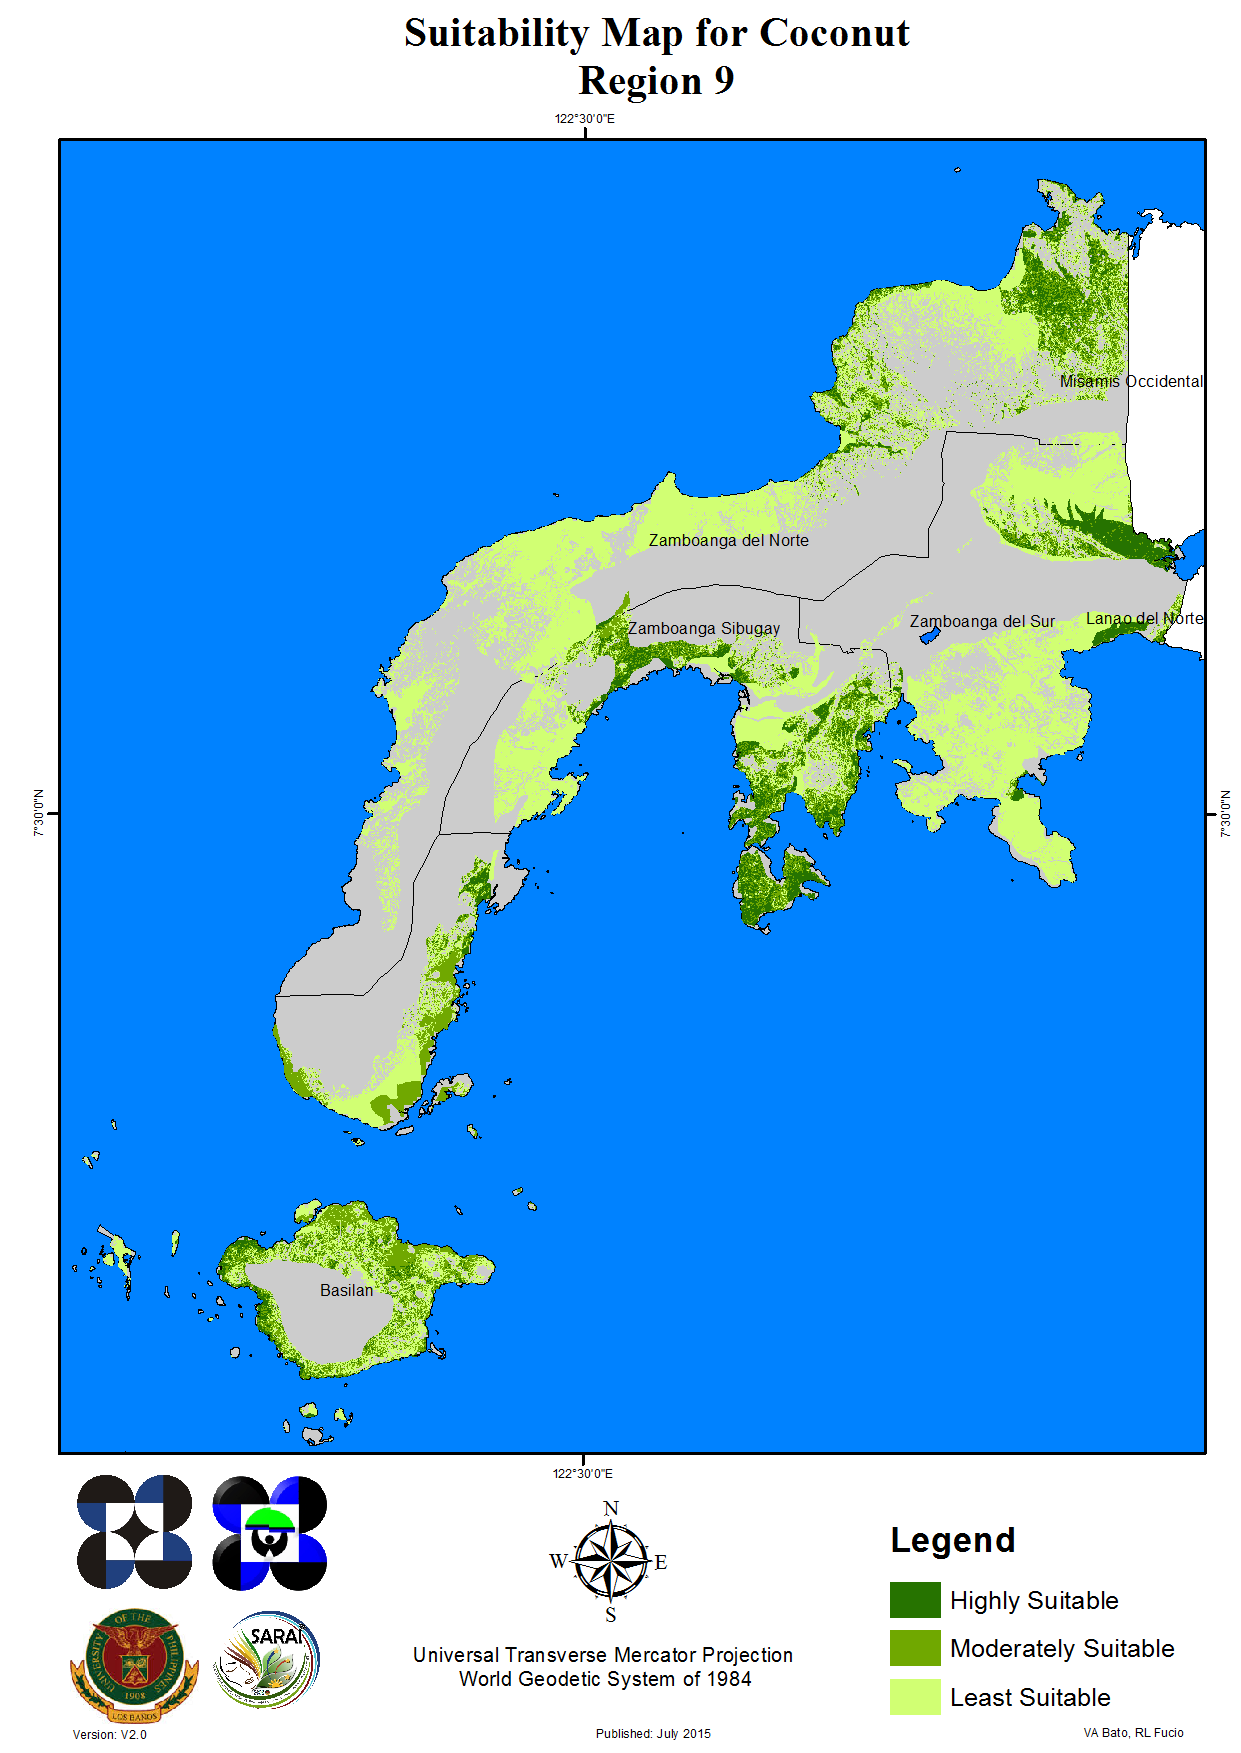 Suitability Map for Coconut
Region 9
122°30'0"E
Misamis Occidental
Zamboanga del Norte
Zamboanga Sibugay
Zamboanga del Sur
Lanao del Norte
7°30'0"N
7°30'0"N
Basilan
122°30'0"E
N
W
E
S
Universal Transverse Mercator Projection
World Geodetic System of 1984
Legend
Highly Suitable
Moderately Suitable
Least Suitable
UNIVERSITY OF THE PHILIPPINES
1908
LOS BAÑOS
SARAI
Version: V2.0
Published: July 2015
VA Bato, RL Fucio